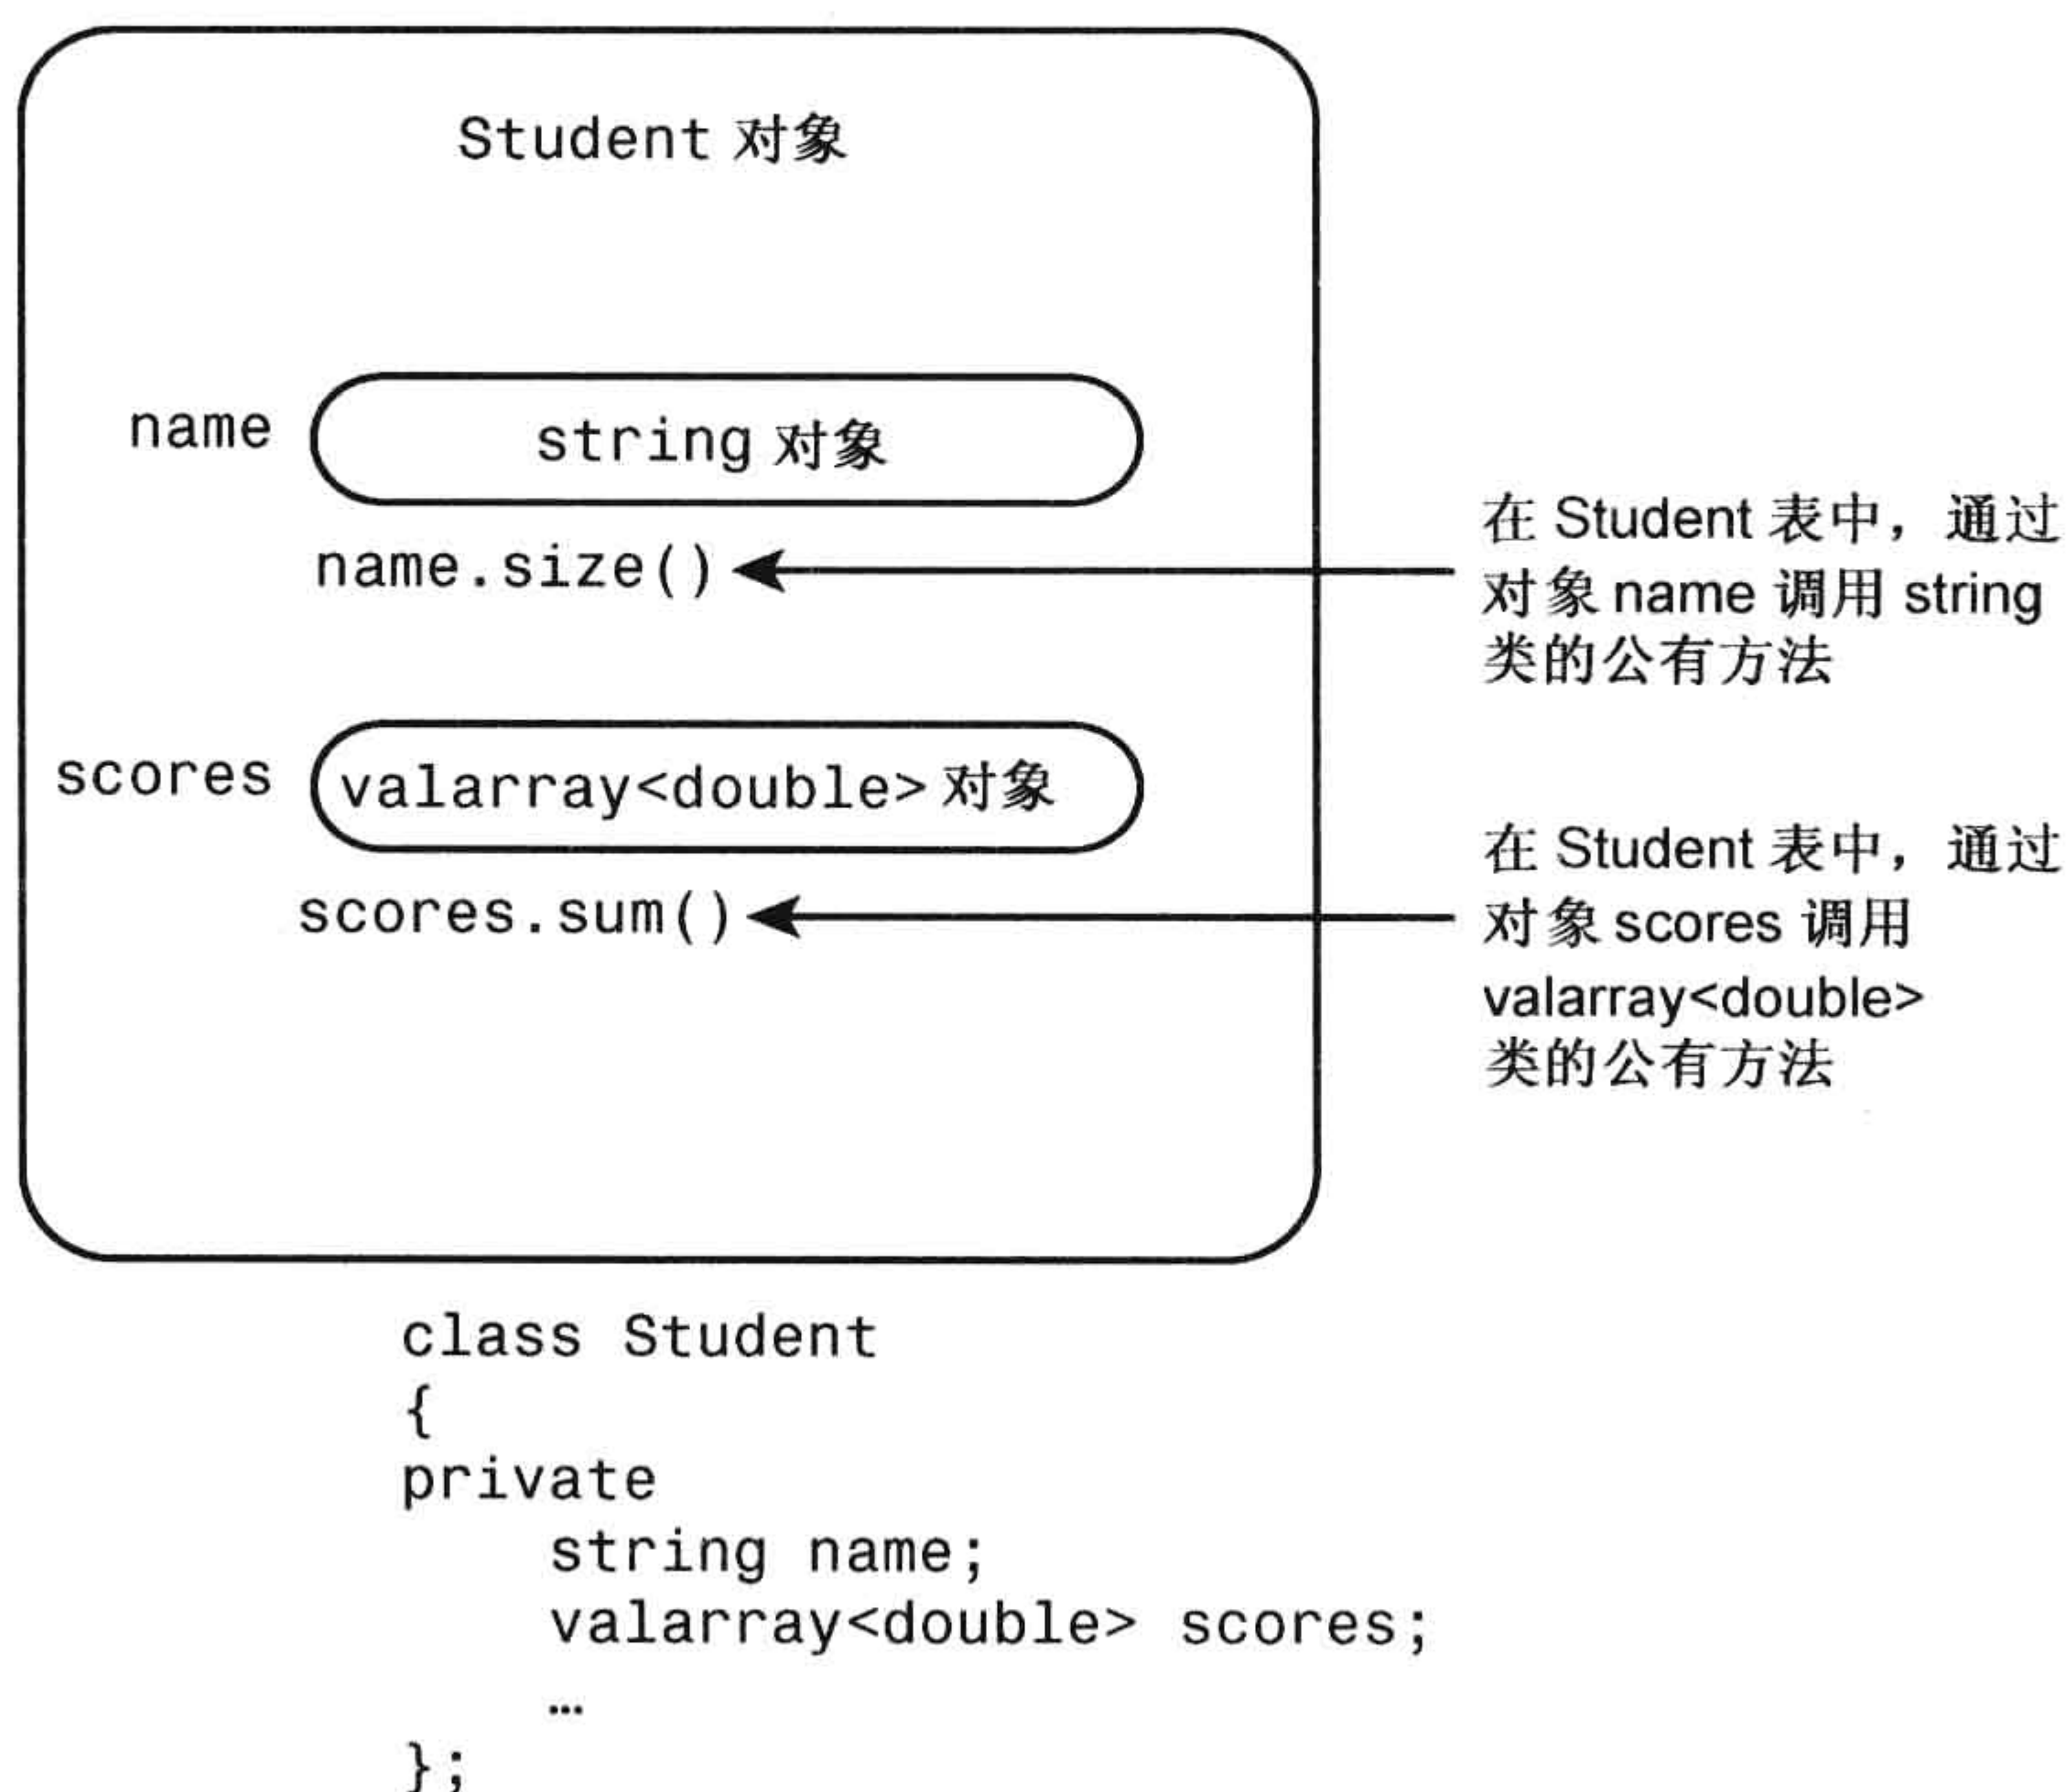 Student 对象
name
string 对象
name.size()
在 Student 表中，通过
对象 name 调用 string
类的公有方法
scores
valarray<double> 对象
scores.sum()
在 Student 表中，通过
对象 scores 调用
valarray<double>
类的公有方法
class Student
{
private
string name;
valarray<double> scores;
…
};